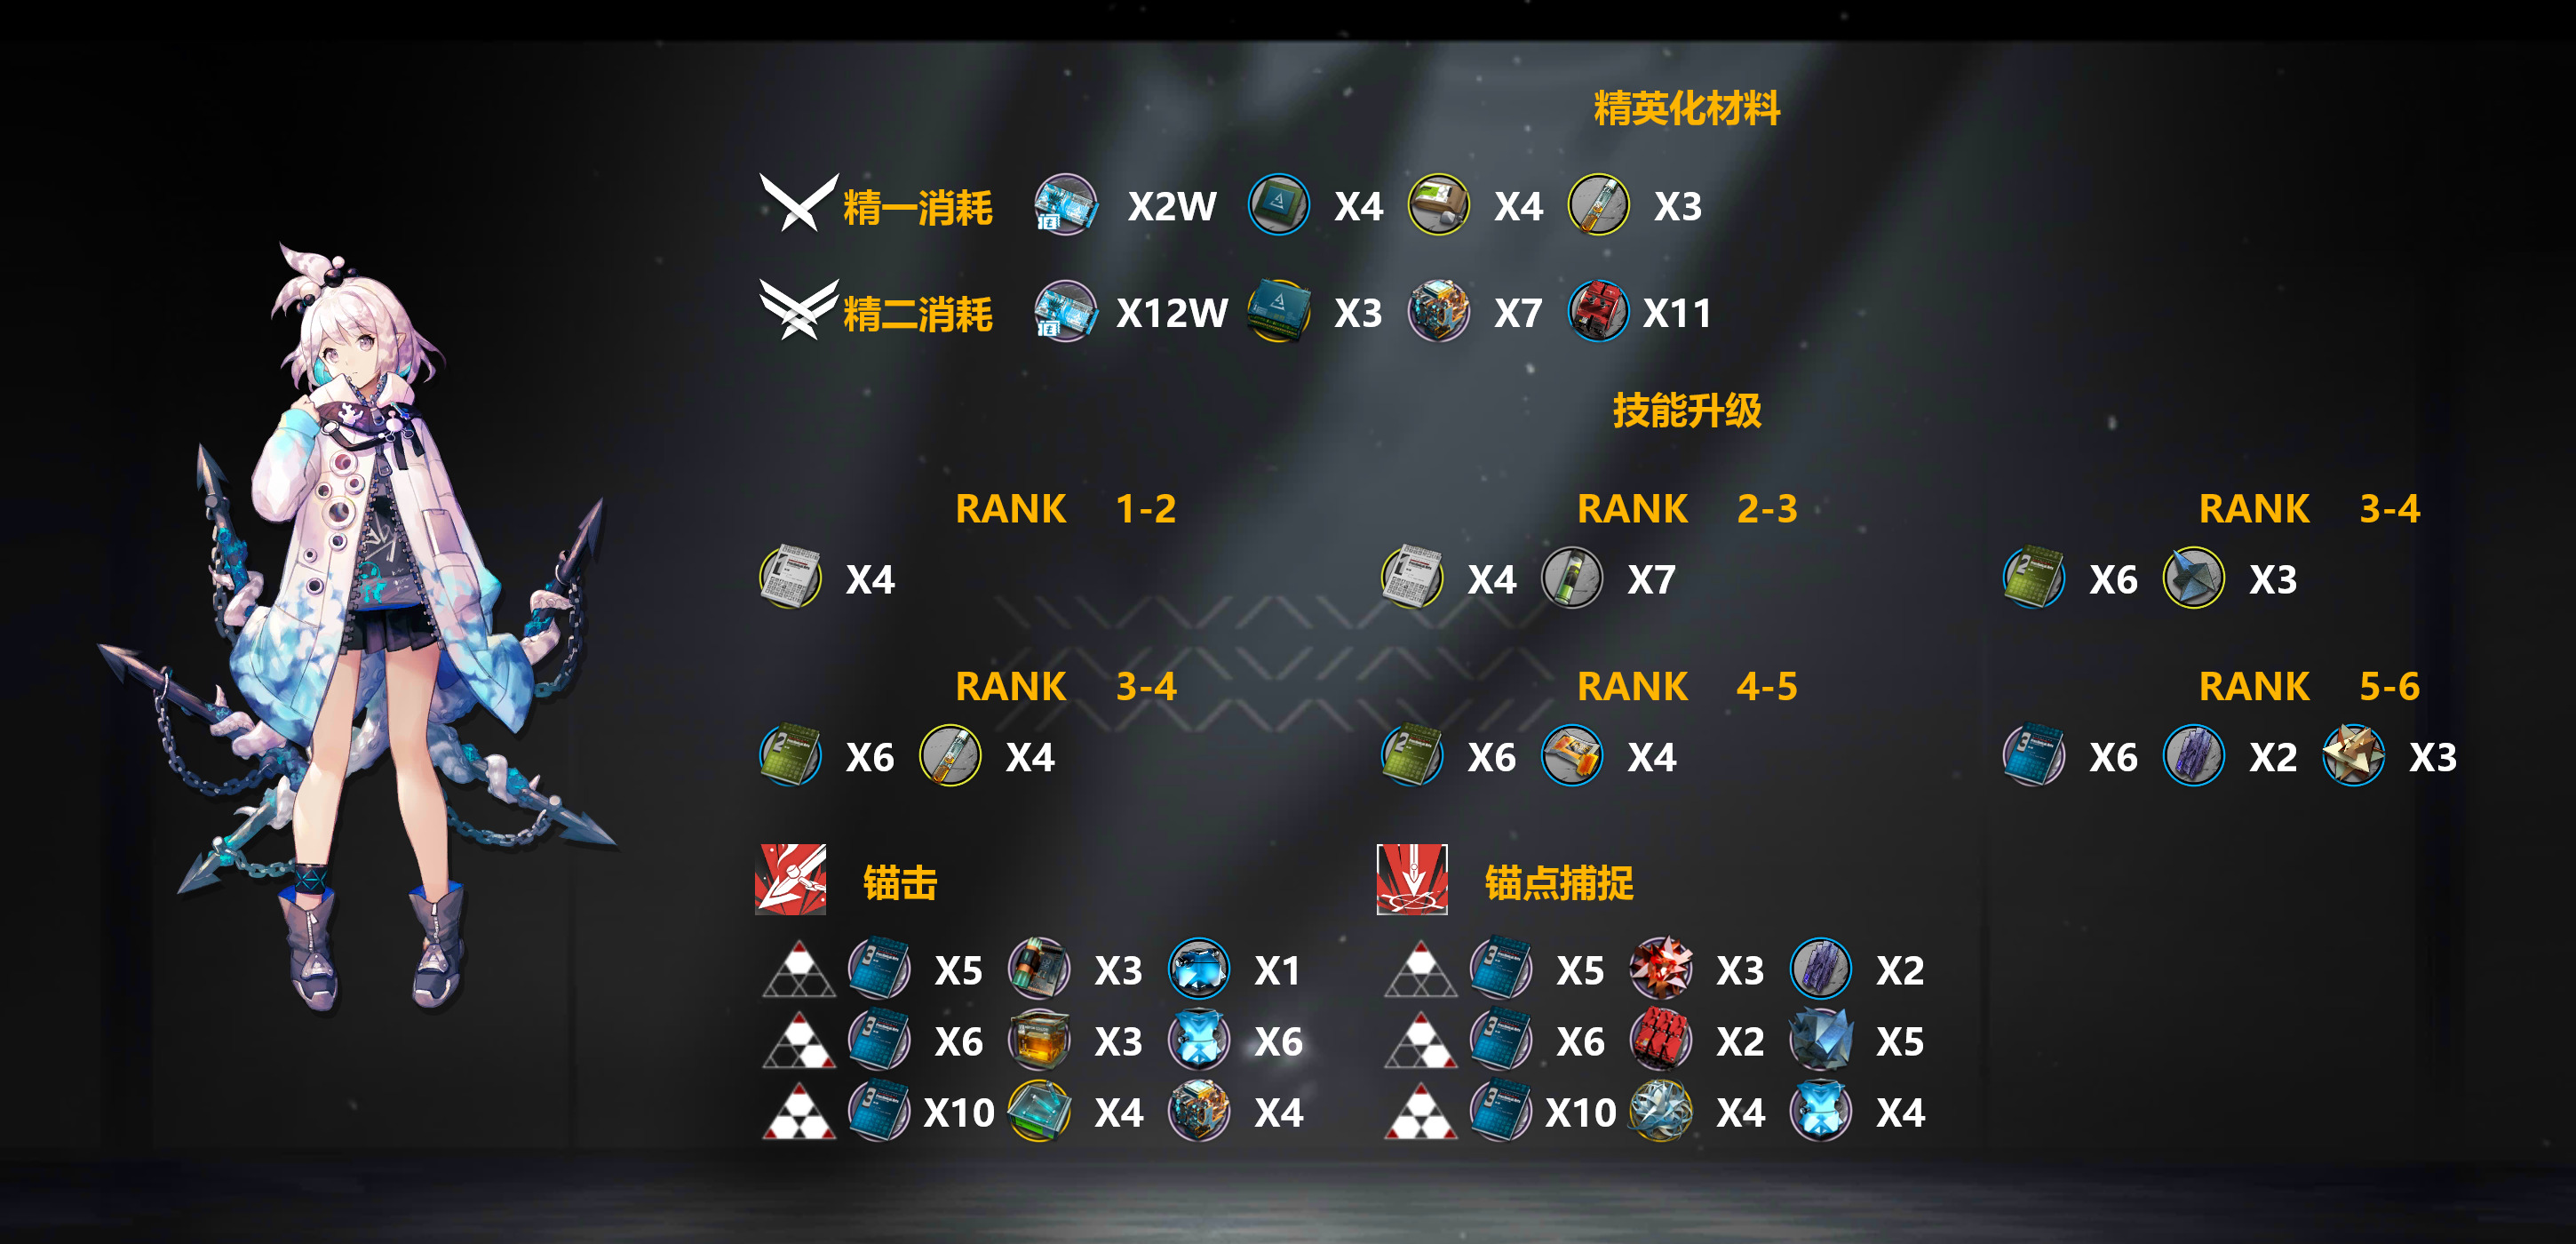 精英化材料
精一消耗 X2W X4 X4 X3
精二消耗 X12W X3 X7 X11
技能升级
RANK 1-2 RANK 2-3 RANK 3-4
X4 X4 X7 X6 X3
RANK 3-4 RANK 4-5 RANK 5-6
X6 X4 X6 X4 X6 X2 X3
锚击 锚点捕捉
X5 X3 X1 X5 X3 X2
X6 X3 X6 X6 X2 X5
X10 X4 X4 X10 X4 X4